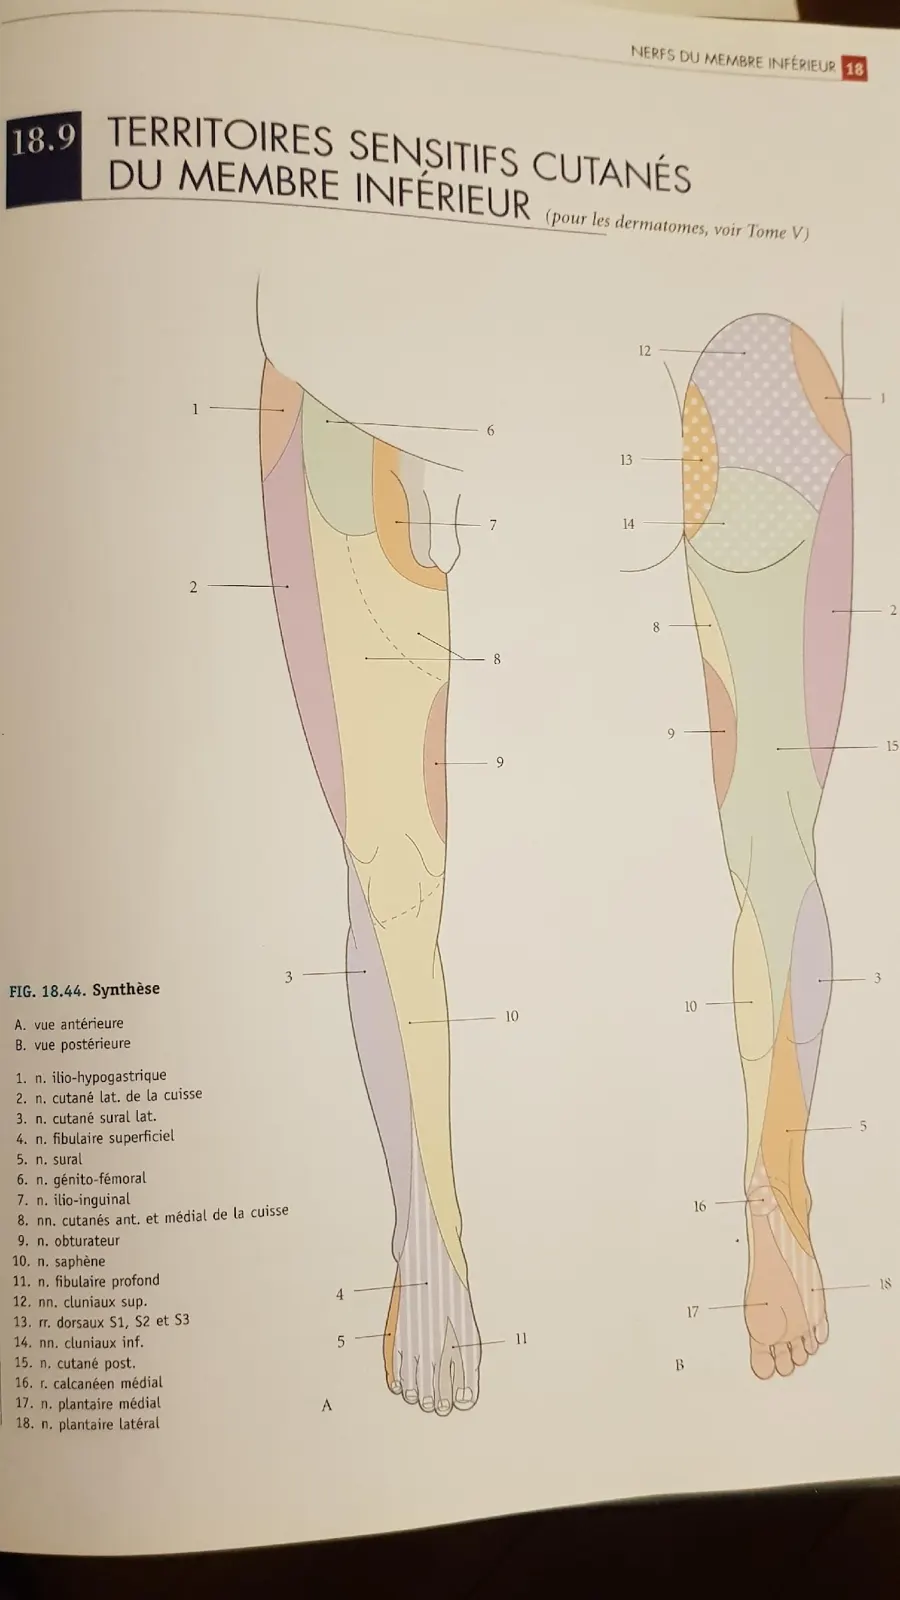 NERFS DU MEMBRE INFÉRIEUR 18
18.9 TERRITOIRES SENSITIFS CUTANÉS
DU MEMBRE INFÉRIEUR (pour les dermatomes, voir Tome V)
1
6
7
2
8
9
3
10
4
5
11
A
12
1
13
14
2
8
9
15
3
10
5
16
18
17
B
FIG. 18.44. Synthèse
A. vue antérieure
B. vue postérieure
1. n. ilio-hypogastrique
2. n. cutané lat. de la cuisse
3. n. cutané sural lat.
4. n. fibulaire superficiel
5. n. sural
6. n. génito-fémoral
7. n. ilio-inguinal
8. nn. cutanés ant. et médial de la cuisse
9. n. obturateur
10. n. saphène
11. n. fibulaire profond
12. nn. cluniaux sup.
13. rr. dorsaux S1, S2 et S3
14. nn. cluniaux inf.
15. n. cutané post.
16. r. calcanéen médial
17. n. plantaire médial
18. n. plantaire latéral